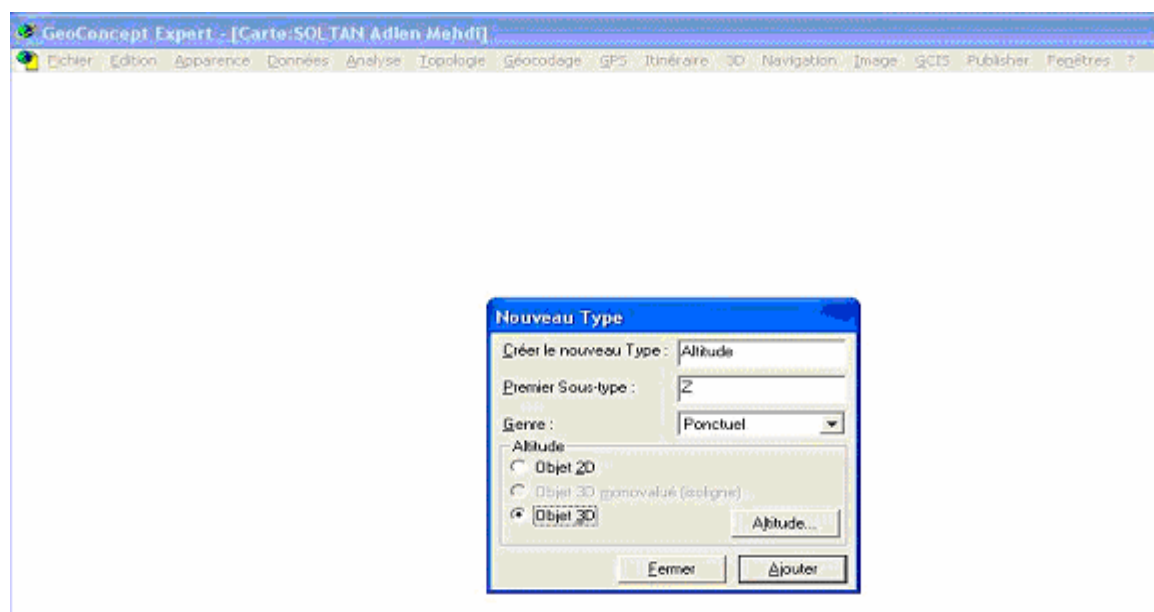 GeoConcept Expert - [Carte:SOLTAN Adlen Mehdi]
Fichier Edition Apparence Données Analyse Topologie Géocodage GPS Itinéraire 3D Navigation Image GCIS Publisher Fenêtres ?
Nouveau Type
Créer le nouveau Type : Altitude
Premier Sous-type : Z
Genre : Ponctuel
Altitude
Objet 2D
Objet 3D monovalué (isoligne)
Objet 3D
Altitude...
Fermer Ajouter